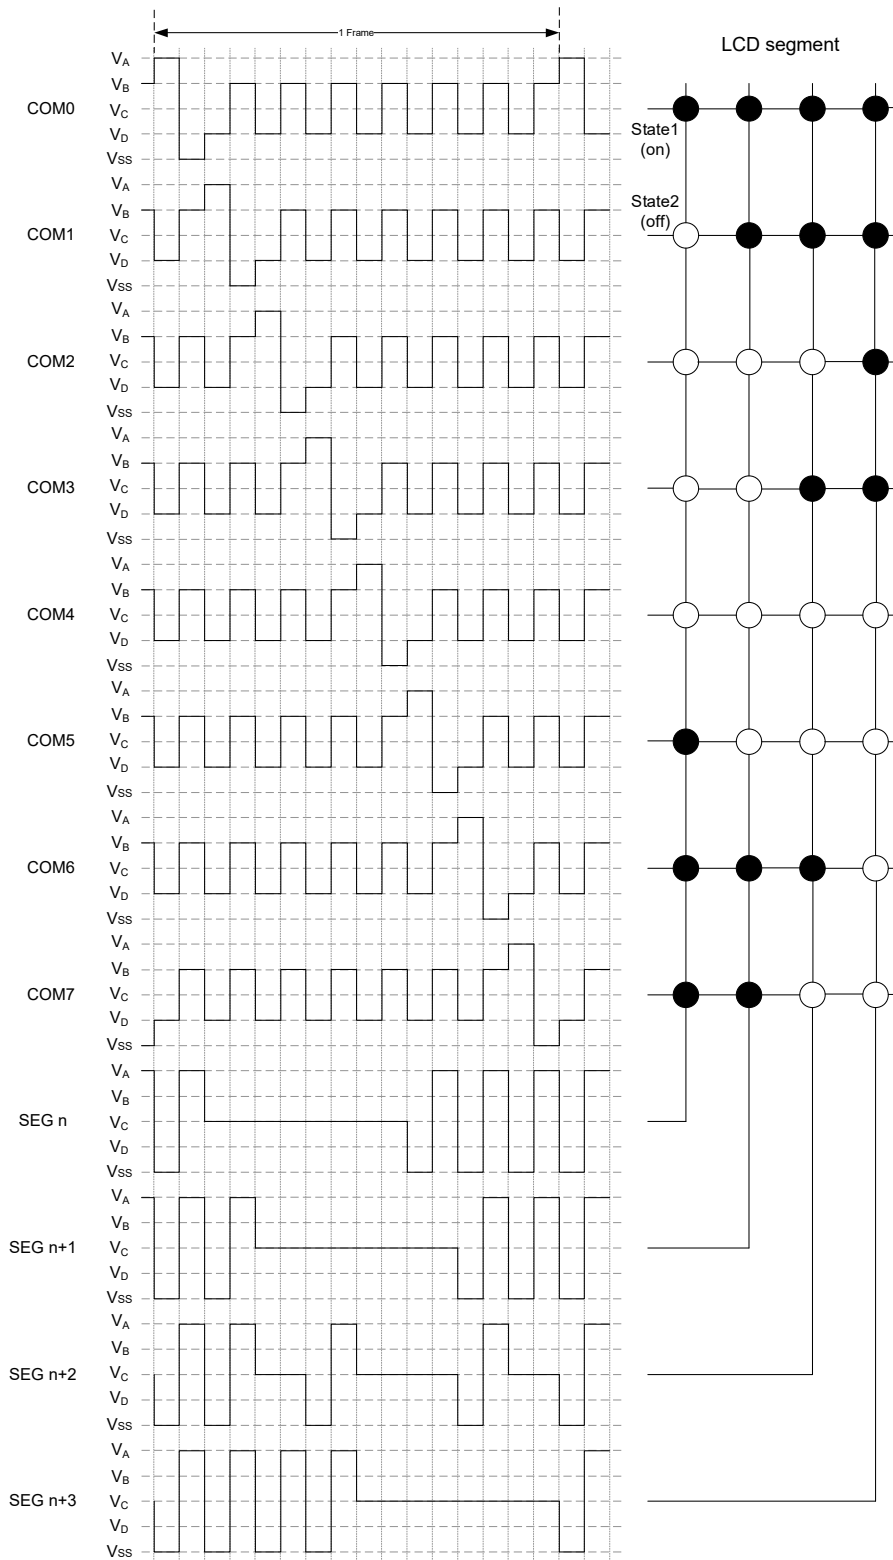 1 Frame
LCD segment
State1
(on)
State2
(off)
COM0
VA
VB
VC
VD
VSS
COM1
VA
VB
VC
VD
VSS
COM2
VA
VB
VC
VD
VSS
COM3
VA
VB
VC
VD
VSS
COM4
VA
VB
VC
VD
VSS
COM5
VA
VB
VC
VD
VSS
COM6
VA
VB
VC
VD
VSS
COM7
VA
VB
VC
VD
VSS
SEG n
VA
VB
VC
VD
VSS
SEG n+1
VA
VB
VC
VD
VSS
SEG n+2
VA
VB
VC
VD
VSS
SEG n+3
VA
VB
VC
VD
VSS